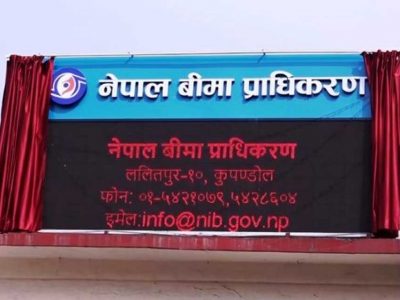 नेपाल बीमा प्राधिकरण
नेपाल बीमा प्राधिकरण
ललितपुर-१०, कुपण्डोल
फोन: ०१-५४२१०७९,५४२८६०४
इमेल:info@nib.gov.np